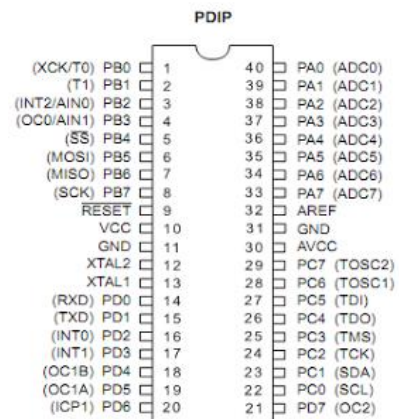 PDIP
(XCK/T0) PB0 1 40 PA0 (ADC0)
(T1) PB1 2 39 PA1 (ADC1)
(INT2/AIN0) PB2 3 38 PA2 (ADC2)
(OC0/AIN1) PB3 4 37 PA3 (ADC3)
(SS) PB4 5 36 PA4 (ADC4)
(MOSI) PB5 6 35 PA5 (ADC5)
(MISO) PB6 7 34 PA6 (ADC6)
(SCK) PB7 8 33 PA7 (ADC7)
RESET 9 32 AREF
VCC 10 31 GND
GND 11 30 AVCC
XTAL2 12 29 PC7 (TOSC2)
XTAL1 13 28 PC6 (TOSC1)
(RXD) PD0 14 27 PC5 (TDI)
(TXD) PD1 15 26 PC4 (TDO)
(INT0) PD2 16 25 PC3 (TMS)
(INT1) PD3 17 24 PC2 (TCK)
(OC1B) PD4 18 23 PC1 (SDA)
(OC1A) PD5 19 22 PC0 (SCL)
(ICP1) PD6 20 21 PD7 (OC2)